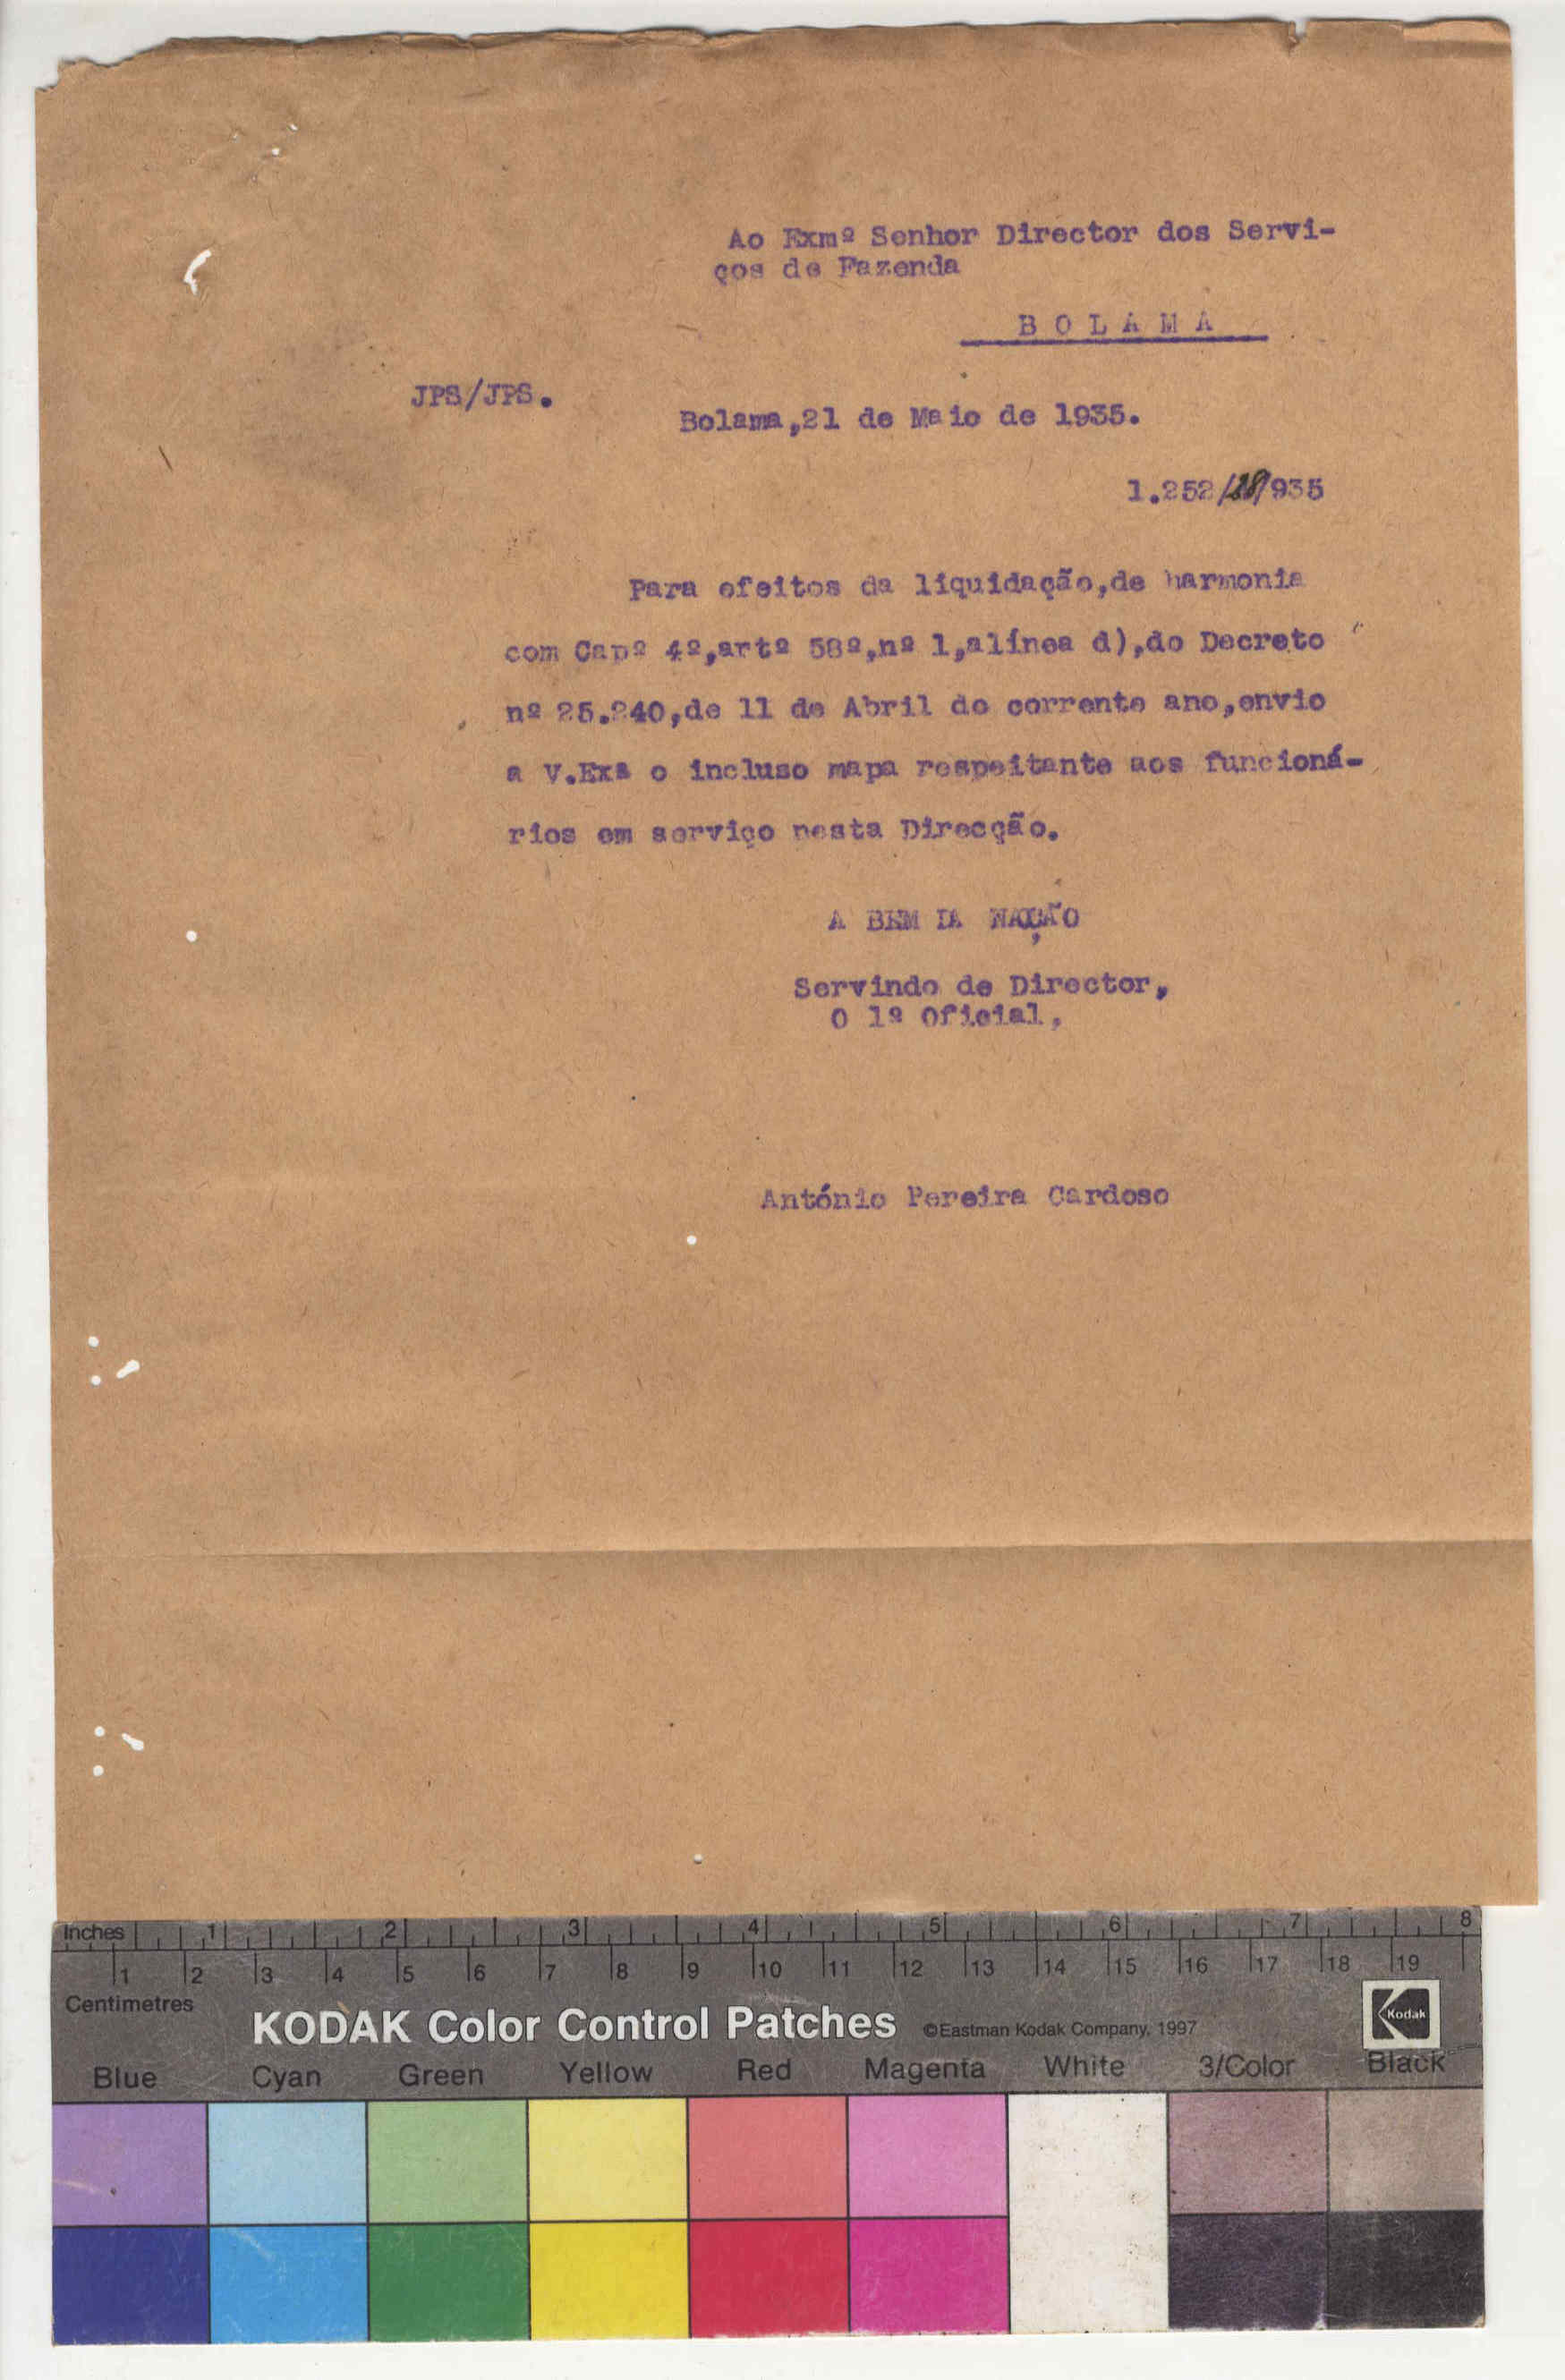 Ao Exmº Senhor Director dos Servi-
ços de Fazenda
B O L A M A
JPS/JPS.
Bolama,21 de Maio de 1935.
1.252/28/935
Para efeitos da liquidação,de harmonia
com Capº 4º,artº 58º,nº 1,alínea d),do Decreto
nº 25.240,de 11 de Abril do corrente ano,envio
a V.Exª o incluso mapa respeitante aos funcioná-
rios em serviço nesta Direcção.
A BEM DA NAÇÃO
Servindo de Director,
O 1º Oficial,
António Pereira Cardoso
Inches 1 2 3 4 5 6 7 8
1 2 3 4 5 6 7 8 9 10 11 12 13 14 15 16 17 18 19
Centimetres
KODAK Color Control Patches ©Eastman Kodak Company, 1997 Kodak
Blue Cyan Green Yellow Red Magenta White 3/Color Black